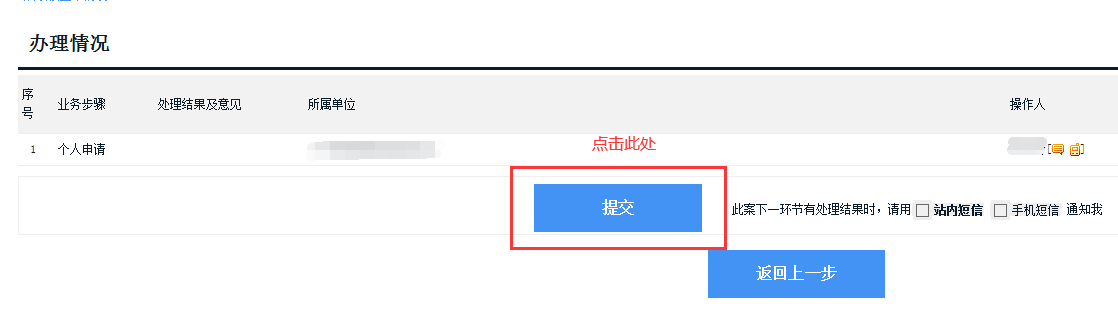 办理情况
序号 业务步骤 处理结果及意见 所属单位 操作人
1 个人申请
点击此处
提交 此案下一环节有处理结果时，请用 站内短信 手机短信 通知我
返回上一步